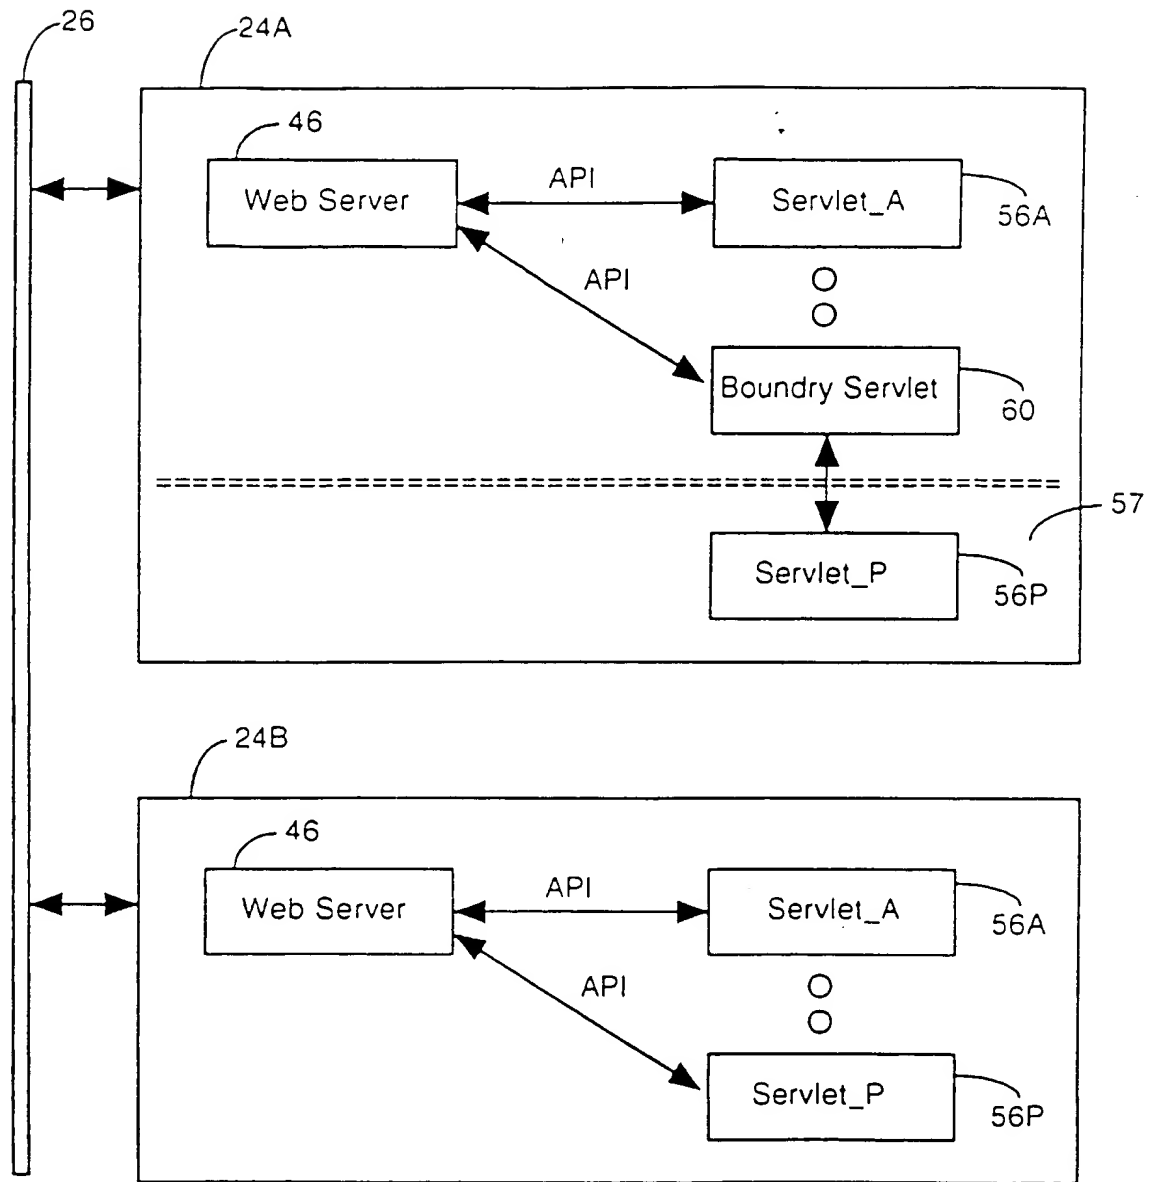 26
24A
46
Web Server
API
Servlet_A
56A
API
Boundry Servlet
60
57
Servlet_P
56P
24B
46
Web Server
API
Servlet_A
56A
API
Servlet_P
56P